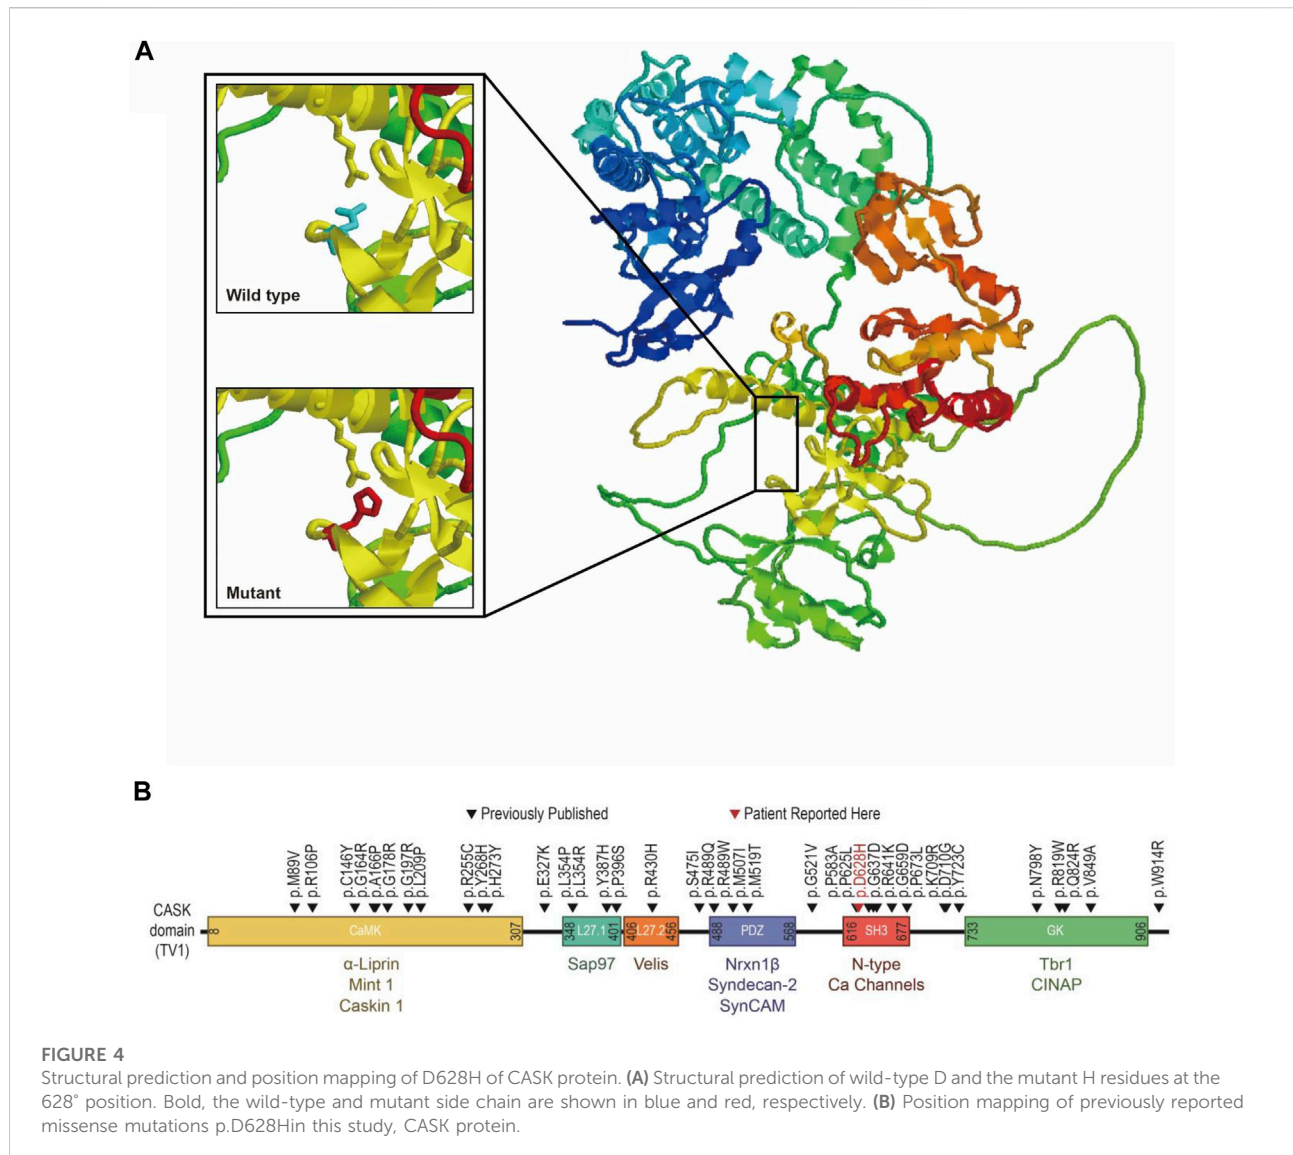 A
Wild type
Mutant
B
▼ Previously Published
▼ Patient Reported Here
p.M89V
p.R106P
p.C146Y
p.G164R
p.A166P
p.G178R
p.G197R
p.L209P
p.R255C
p.Y268H
p.H273Y
p.E327K
p.L354P
p.L354R
p.Y387H
p.P396S
p.R430H
p.S475I
p.R489Q
p.R489W
p.M507I
p.M519T
p.G521V
p.P583A
p.P625L
p.D628H
p.G637D
p.R641K
p.G659D
p.P673L
p.K709R
p.D710G
p.Y723C
p.N798Y
p.R819W
p.Q824R
p.V849A
p.W914R
CASK
domain
(TV1)
8 CaMK 307
348 L27.1 401
406 L27.2 456
488 PDZ 568
616 SH3 677
733 GK 906
α-Liprin
Mint 1
Caskin 1
Sap97
Velis
Nrxn1β
Syndecan-2
SynCAM
N-type
Ca Channels
Tbr1
CINAP
FIGURE 4
Structural prediction and position mapping of D628H of CASK protein. (A) Structural prediction of wild-type D and the mutant H residues at the
628° position. Bold, the wild-type and mutant side chain are shown in blue and red, respectively. (B) Position mapping of previously reported
missense mutations p.D628Hin this study, CASK protein.